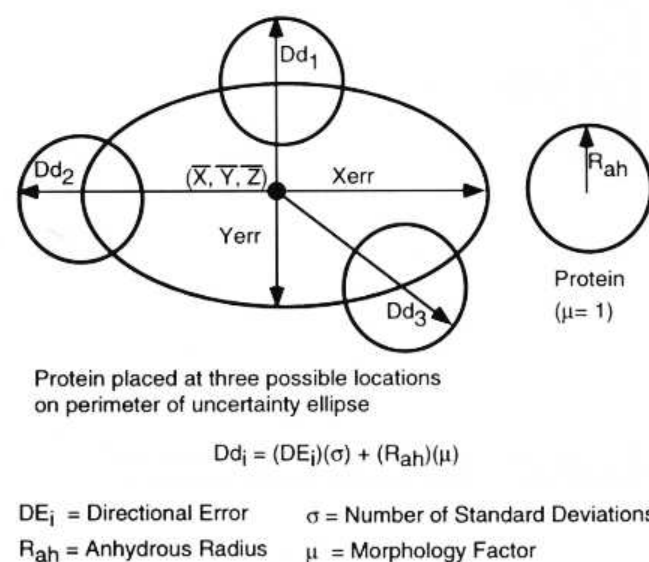 Dd1
Dd2
(X̅, Y̅, Z̅)
Xerr
Rah
Yerr
Dd3
Protein
(μ= 1)
Protein placed at three possible locations
on perimeter of uncertainty ellipse
Ddi = (DEi)(σ) + (Rah)(μ)
DEi = Directional Error σ = Number of Standard Deviations
Rah = Anhydrous Radius μ = Morphology Factor